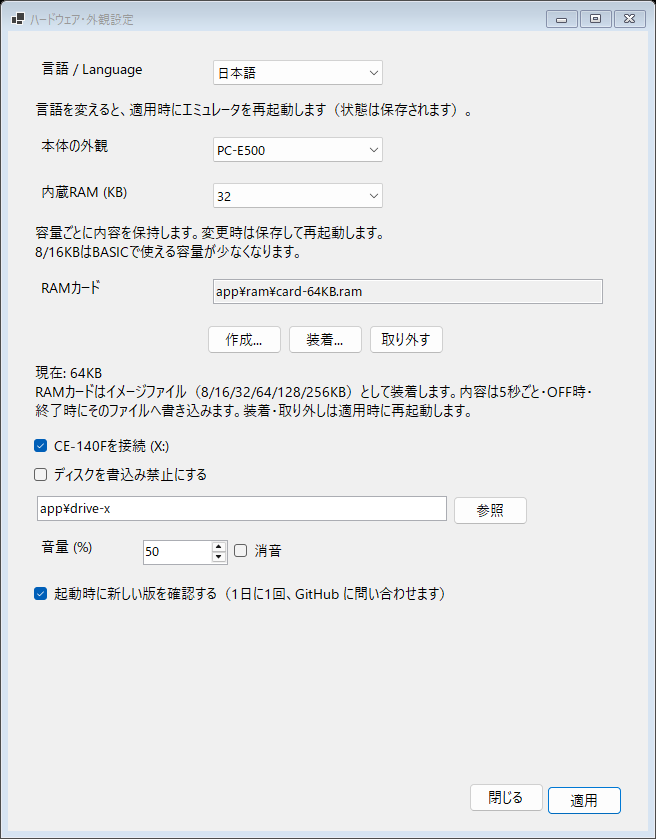 ハードウェア・外観設定
言語 / Language
日本語
言語を変えると、適用時にエミュレータを再起動します（状態は保存されます）。
本体の外観
PC-E500
内蔵RAM (KB)
32
容量ごとに内容を保持します。変更時は保存して再起動します。
8/16KBはBASICで使える容量が少なくなります。
RAMカード
app¥ram¥card-64KB.ram
作成...
装着...
取り外す
現在: 64KB
RAMカードはイメージファイル（8/16/32/64/128/256KB）として装着します。内容は5秒ごと・OFF時・
終了時にそのファイルへ書き込みます。装着・取り外しは適用時に再起動します。
CE-140Fを接続 (X:)
ディスクを書込み禁止にする
app¥drive-x
参照
音量 (%)
50
消音
起動時に新しい版を確認する（1日に1回、GitHub に問い合わせます）
閉じる
適用